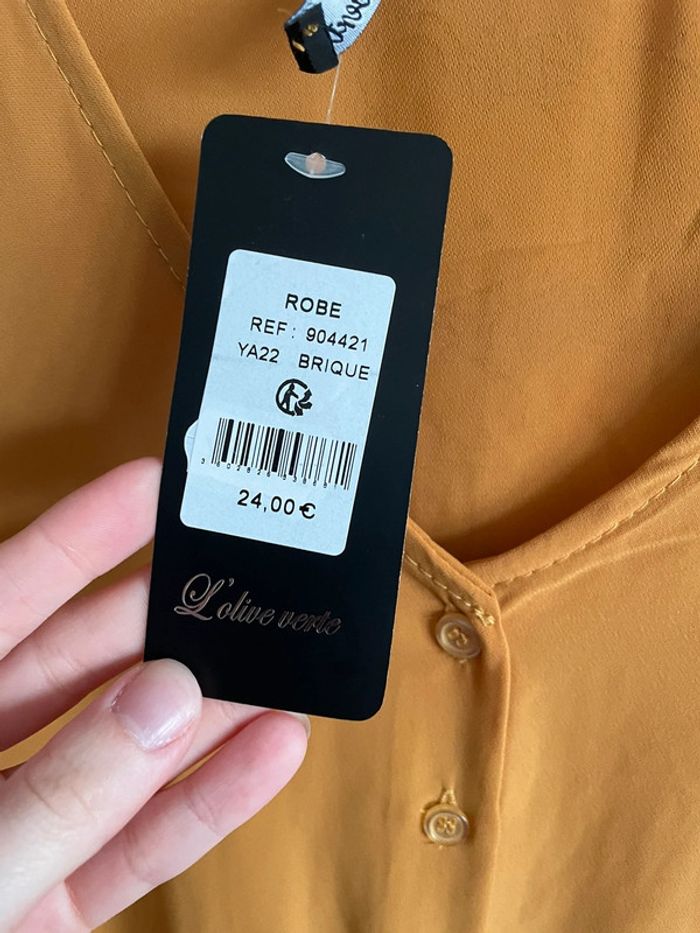 ROBE
REF: 904421
YA22 BRIQUE
24,00€
L'olive verte